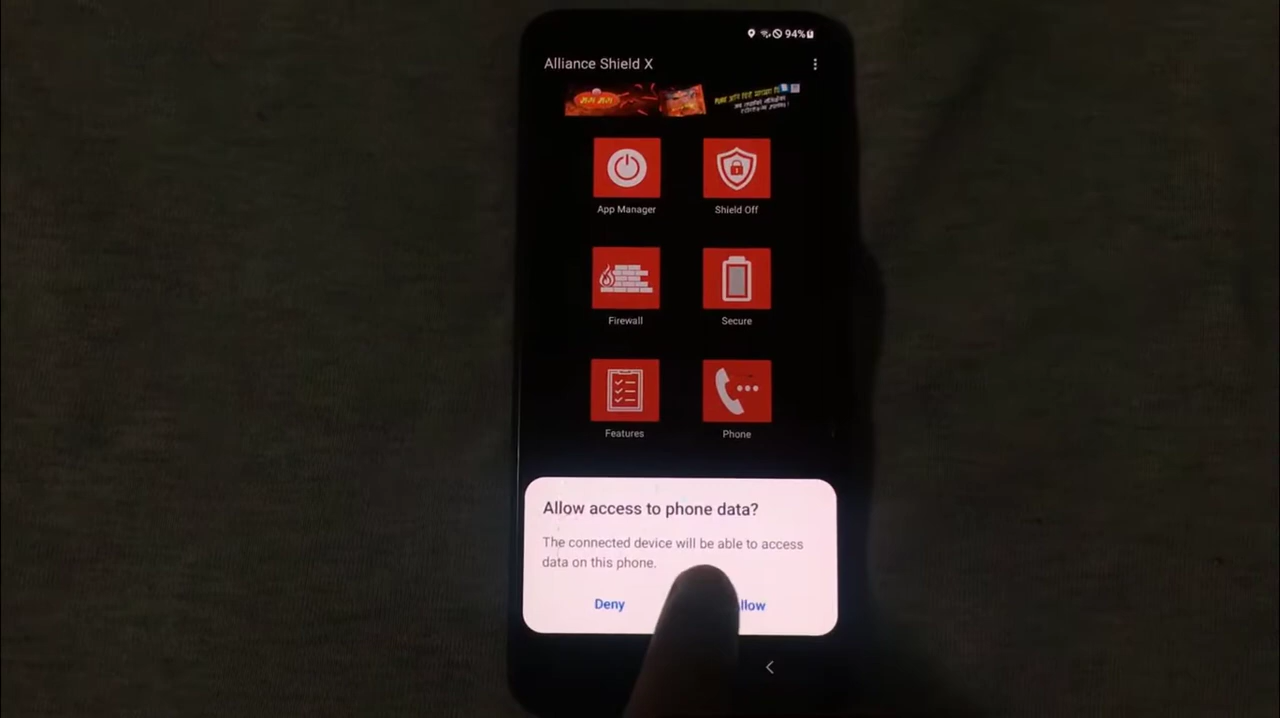 94%
Alliance Shield X
App Manager
Shield Off
Firewall
Secure
Features
Phone
Allow access to phone data?
The connected device will be able to access
data on this phone.
Deny
llow